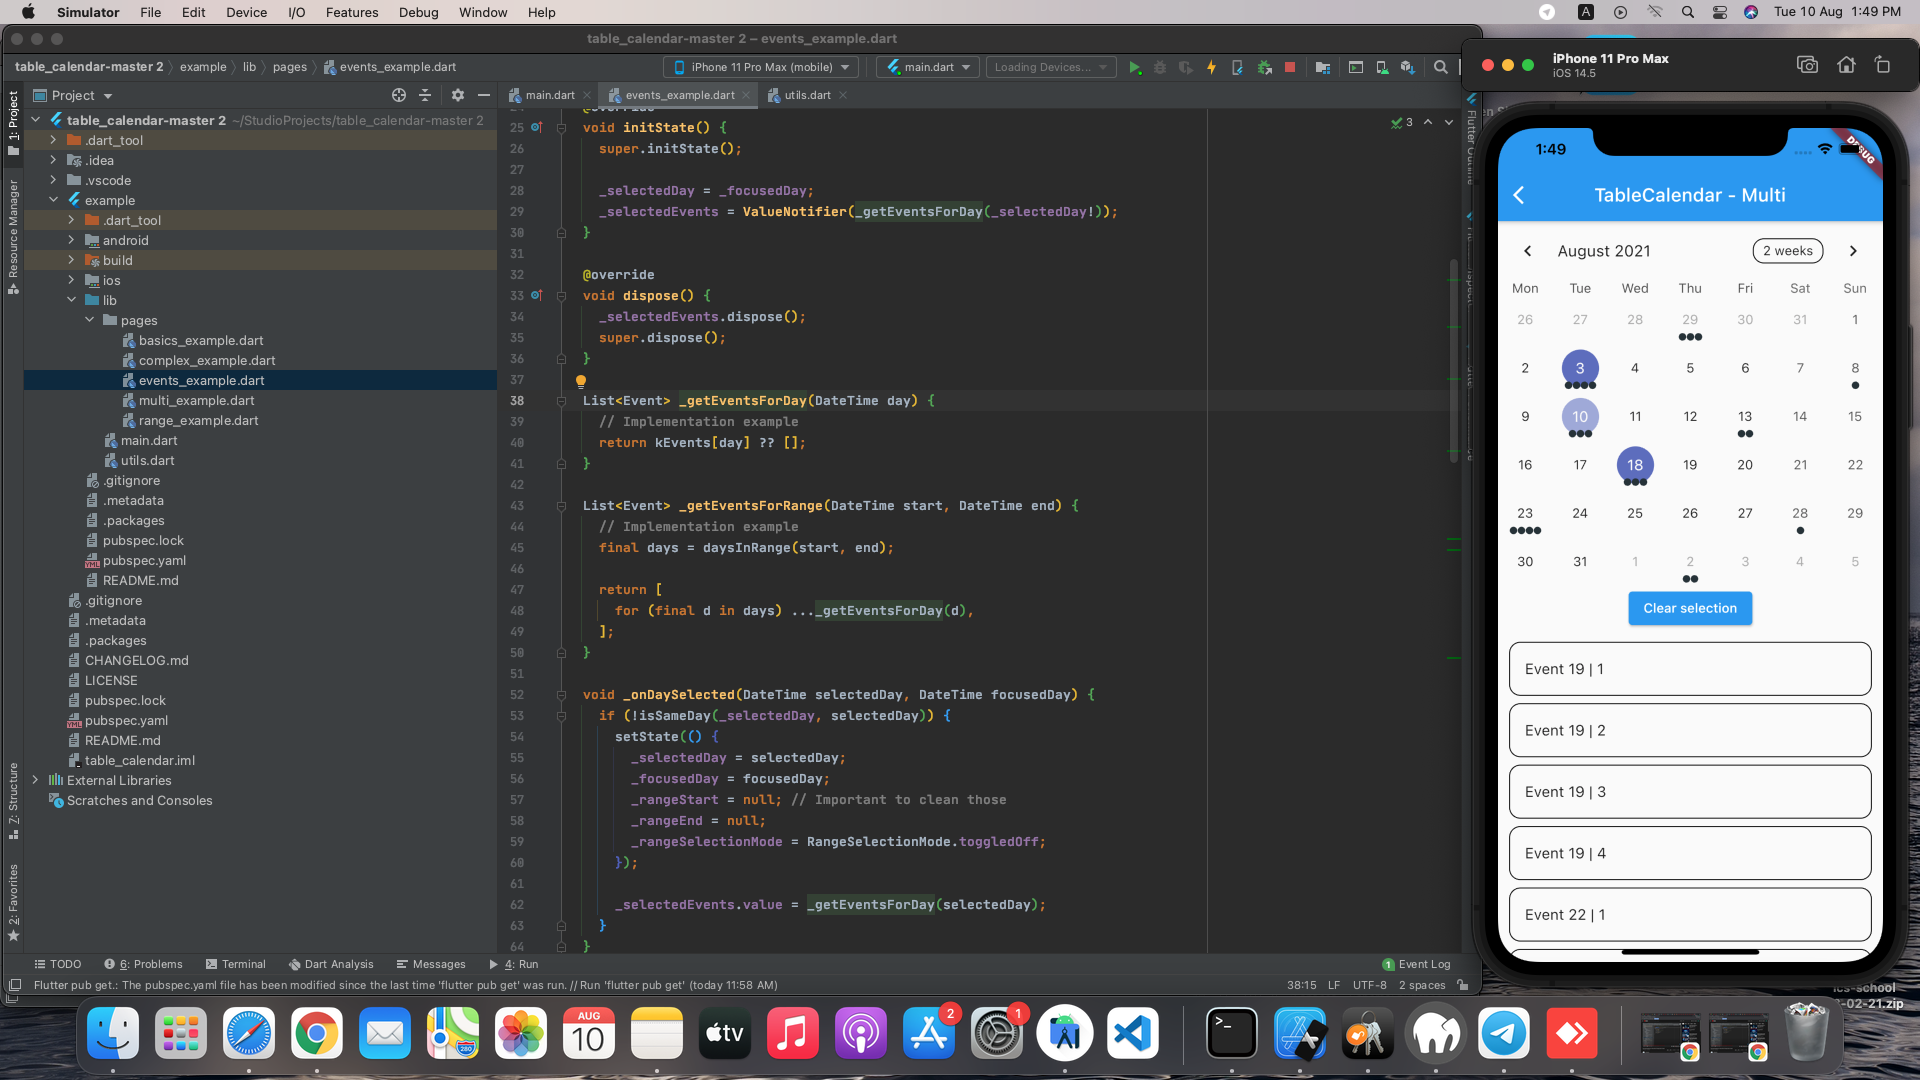 Simulator File Edit Device I/O Features Debug Window Help
A
Tue 10 Aug 1:49 PM
table_calendar-master 2 – events_example.dart
table_calendar-master 2 example lib pages events_example.dart
iPhone 11 Pro Max (mobile)
main.dart
Loading Devices...
Project
main.dart
events_example.dart
utils.dart
1: Project
Resource Manager
Z: Structure
2: Favorites
table_calendar-master 2 ~/StudioProjects/table_calendar-master 2
.dart_tool
.idea
.vscode
example
.dart_tool
android
build
ios
lib
pages
basics_example.dart
complex_example.dart
events_example.dart
multi_example.dart
range_example.dart
main.dart
utils.dart
.gitignore
.metadata
.packages
pubspec.lock
pubspec.yaml
README.md
.gitignore
.metadata
.packages
CHANGELOG.md
LICENSE
pubspec.lock
pubspec.yaml
README.md
table_calendar.iml
External Libraries
Scratches and Consoles
3
25 void initState() {
26 super.initState();
27
28 _selectedDay = _focusedDay;
29 _selectedEvents = ValueNotifier(_getEventsForDay(_selectedDay!));
30 }
31
32 @override
33 void dispose() {
34 _selectedEvents.dispose();
35 super.dispose();
36 }
37
38 List<Event> _getEventsForDay(DateTime day) {
39 // Implementation example
40 return kEvents[day] ?? [];
41 }
42
43 List<Event> _getEventsForRange(DateTime start, DateTime end) {
44 // Implementation example
45 final days = daysInRange(start, end);
46
47 return [
48 for (final d in days) ..._getEventsForDay(d),
49 ];
50 }
51
52 void _onDaySelected(DateTime selectedDay, DateTime focusedDay) {
53 if (!isSameDay(_selectedDay, selectedDay)) {
54 setState(() {
55 _selectedDay = selectedDay;
56 _focusedDay = focusedDay;
57 _rangeStart = null; // Important to clean those
58 _rangeEnd = null;
59 _rangeSelectionMode = RangeSelectionMode.toggledOff;
60 });
61
62 _selectedEvents.value = _getEventsForDay(selectedDay);
63 }
64 }
TODO 6: Problems Terminal Dart Analysis Messages 4: Run
1 Event Log
Flutter pub get.: The pubspec.yaml file has been modified since the last time 'flutter pub get' was run. // Run 'flutter pub get' (today 11:58 AM)
38:15 LF UTF-8 2 spaces
iPhone 11 Pro Max
iOS 14.5
1:49
DEBUG
TableCalendar - Multi
August 2021
2 weeks
Mon Tue Wed Thu Fri Sat Sun
26 27 28 29 30 31 1
2 3 4 5 6 7 8
9 10 11 12 13 14 15
16 17 18 19 20 21 22
23 24 25 26 27 28 29
30 31 1 2 3 4 5
Clear selection
Event 19 | 1
Event 19 | 2
Event 19 | 3
Event 19 | 4
Event 22 | 1
ics-school
-02-21.zip
280
AUG
10
tv
2
1
>_